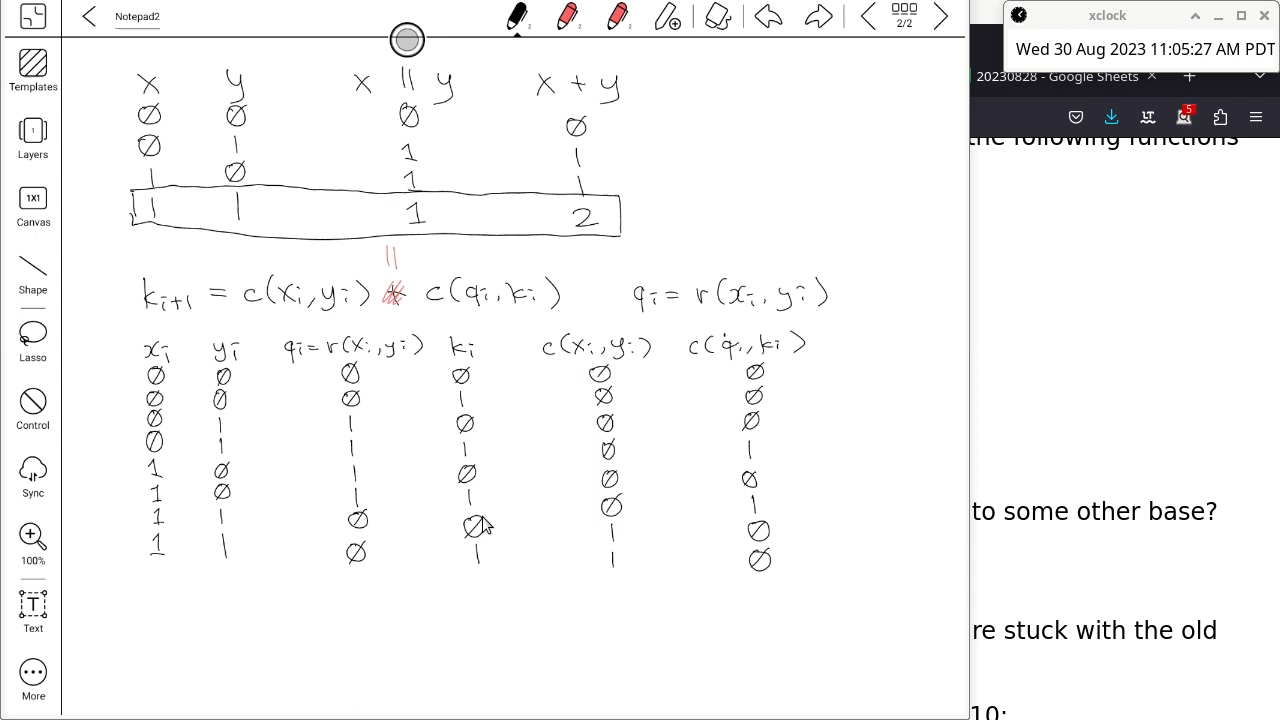 Notepad2
2/2
xclock
Wed 30 Aug 2023 11:05:27 AM PDT
20230828 - Google Sheets
5
Templates
Layers
1
Canvas
1X1
Shape
Lasso
Control
Sync
100%
Text
More
x y x || y x + y
0 0 0 0
0 1 1 1
1 0 1 1
1 1 1 2
||
k_{i+1} = c(x_i, y_i) c(q_i, k_i) q_i = r(x_i, y_i)
x_i y_i q_i = r(x_i, y_i) k_i c(x_i, y_i) c(q_i, k_i)
0 0 0 0 0 0
0 0 0 1 0 0
0 1 1 0 0 0
0 1 1 1 0 1
1 0 1 0 0 0
1 0 1 1 0 1
1 1 0 0 1 0
1 1 0 1 1 0
the following functions
to some other base?
re stuck with the old
10: